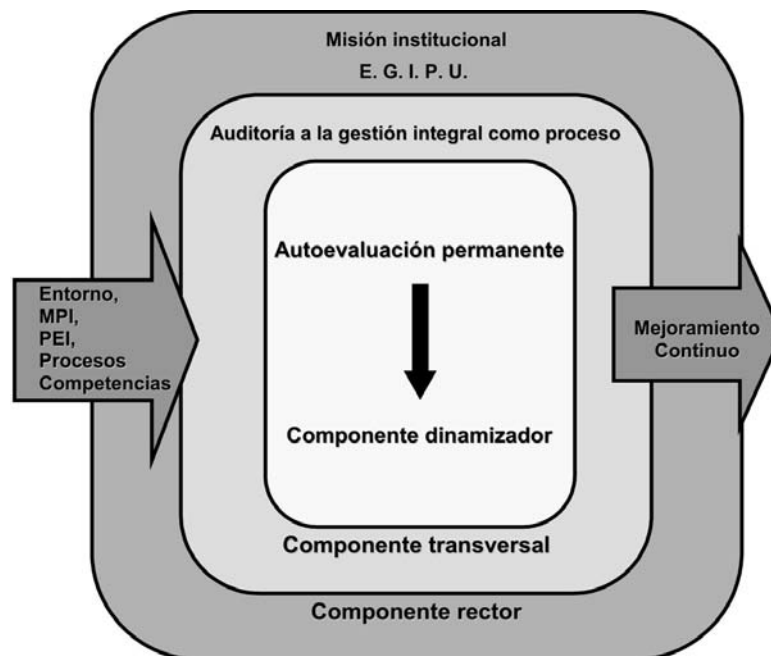 Misión institucional
E. G. I. P. U.
Auditoría a la gestión integral como proceso
Autoevaluación permanente
Entorno,
MPI,
PEI,
Procesos
Competencias
Mejoramiento
Continuo
Componente dinamizador
Componente transversal
Componente rector